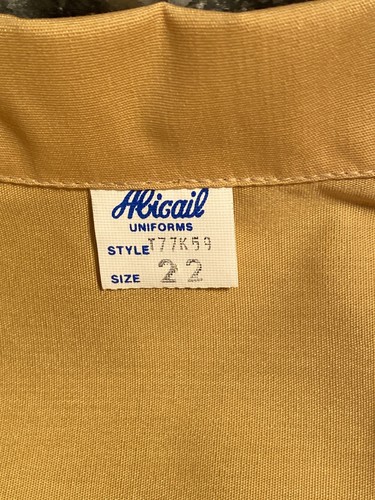 Abigail
UNIFORMS
STYLE T77K59
SIZE 22